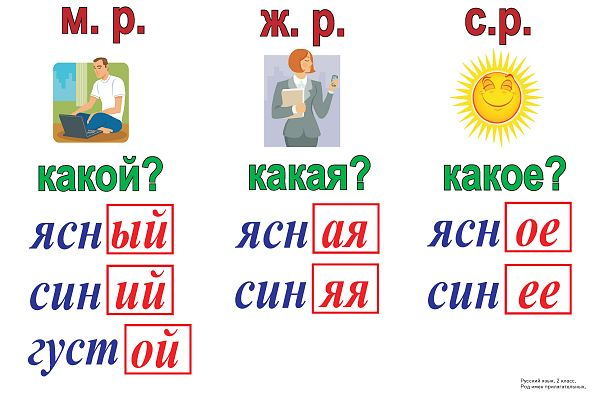 м. р. ж. р. с.р.
какой? какая? какое?
ясный ясная ясное
синий синяя синее
густой
Русский язык, 2 класс,
Род имен прилагательных,